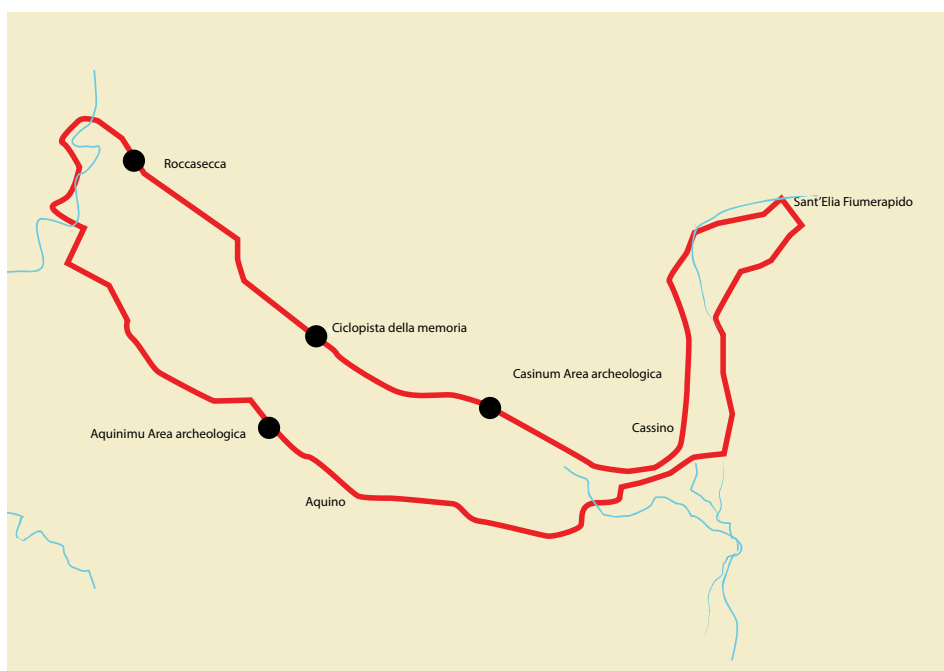 Roccasecca
Sant'Elia Fiumerapido
Ciclopista della memoria
Casinum Area archeologica
Cassino
Aquinimu Area archeologica
Aquino